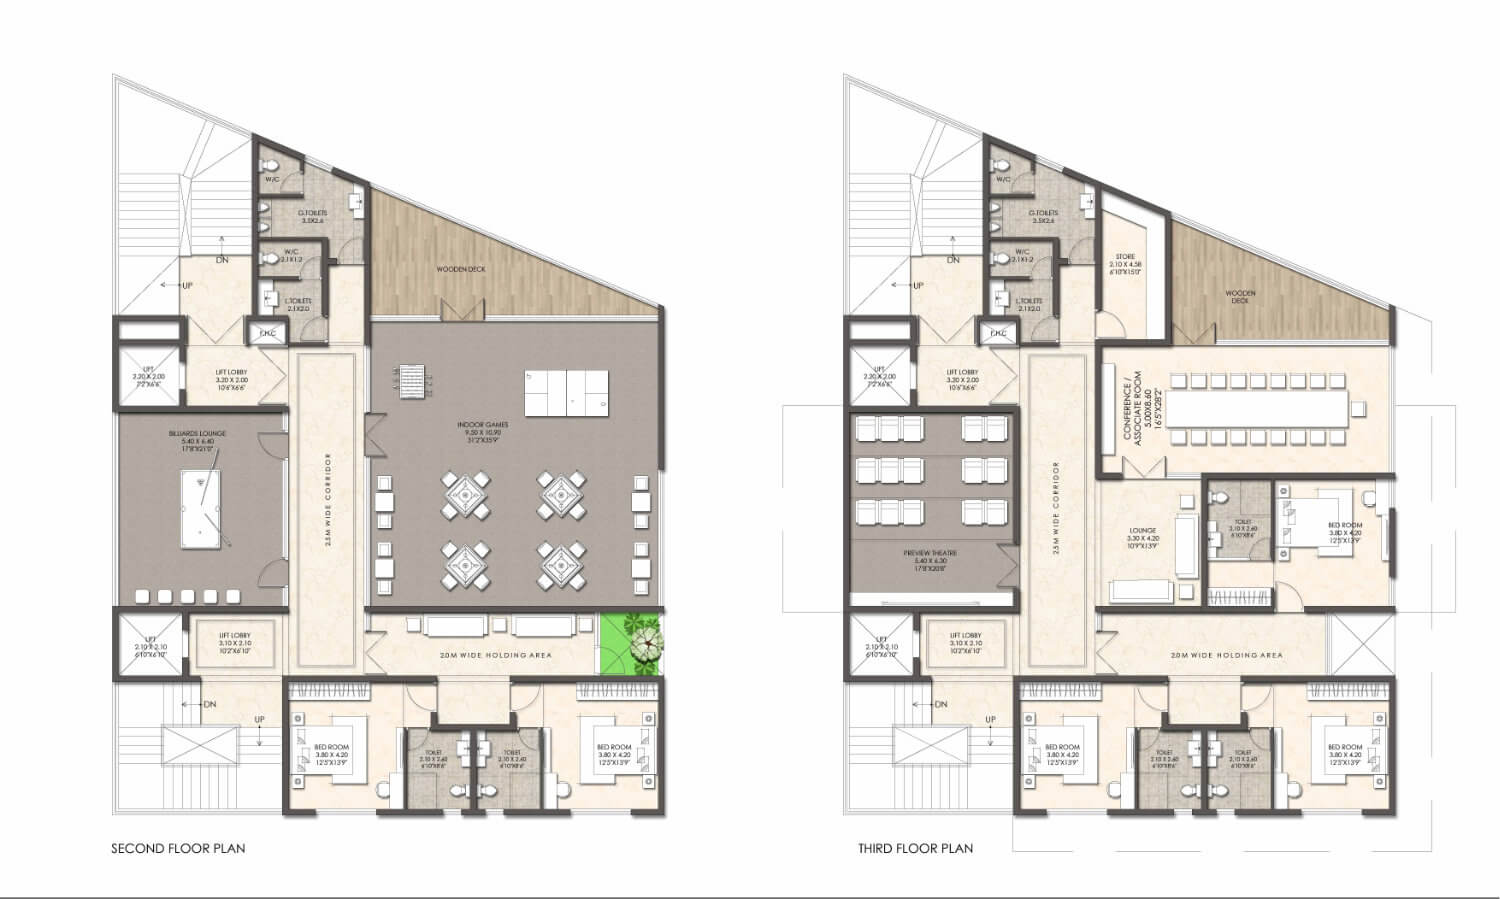 W/C
G.TOILETS
3.5X2.6
W/C
2.1X1.2
L.TOILETS
2.1X2.0
DN
UP
F.H.C
WOODEN DECK
LIFT
2.20 X 2.00
7'2"X6'6"
LIFT LOBBY
3.20 X 2.00
10'6"X6'6"
BILLIARDS LOUNGE
5.40 X 6.40
17'8"X21'0"
2.5M WIDE CORRIDOR
INDOOR GAMES
9.50 X 10.90
31'2"X35'9"
LIFT
2.10 X 2.10
6'10"X6'10"
LIFT LOBBY
3.10 X 2.10
10'2"X6'10"
2.0M WIDE HOLDING AREA
DN
UP
BED ROOM
3.80 X 4.20
12'5"X13'9"
TOILET
2.10 X 2.60
6'10"X8'6"
TOILET
2.10 X 2.60
6'10"X8'6"
BED ROOM
3.80 X 4.20
12'5"X13'9"
SECOND FLOOR PLAN
W/C
G.TOILETS
3.5X2.6
W/C
2.1X1.2
L.TOILETS
2.1X2.0
DN
UP
F.H.C
STORE
2.10 X 4.58
6'10"X15'0"
WOODEN
DECK
LIFT
2.20 X 2.00
7'2"X6'6"
LIFT LOBBY
3.20 X 2.00
10'6"X6'6"
CONFERENCE /
ASSOCIATE ROOM
5.00X8.60
16'5"X28'2"
PREVIEW THEATRE
5.40 X 6.30
17'8"X20'8"
2.5M WIDE CORRIDOR
LOUNGE
3.30 X 4.20
10'9"X13'9"
TOILET
2.10 X 2.60
6'10"X8'6"
BED ROOM
3.80 X 4.20
12'5"X13'9"
LIFT
2.10 X 2.10
6'10"X6'10"
LIFT LOBBY
3.10 X 2.10
10'2"X6'10"
2.0M WIDE HOLDING AREA
DN
UP
BED ROOM
3.80 X 4.20
12'5"X13'9"
TOILET
2.10 X 2.60
6'10"X8'6"
TOILET
2.10 X 2.60
6'10"X8'6"
BED ROOM
3.80 X 4.20
12'5"X13'9"
THIRD FLOOR PLAN